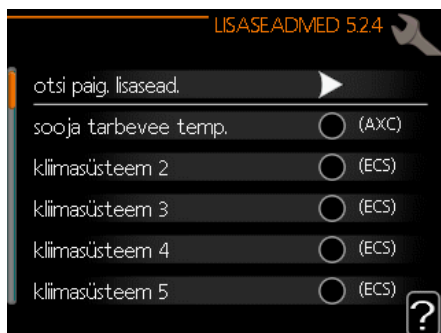 LISASEADMED 5.2.4
otsi paig. lisasead.
sooja tarbevee temp. (AXC)
kliimasüsteem 2 (ECS)
kliimasüsteem 3 (ECS)
kliimasüsteem 4 (ECS)
kliimasüsteem 5 (ECS)
?